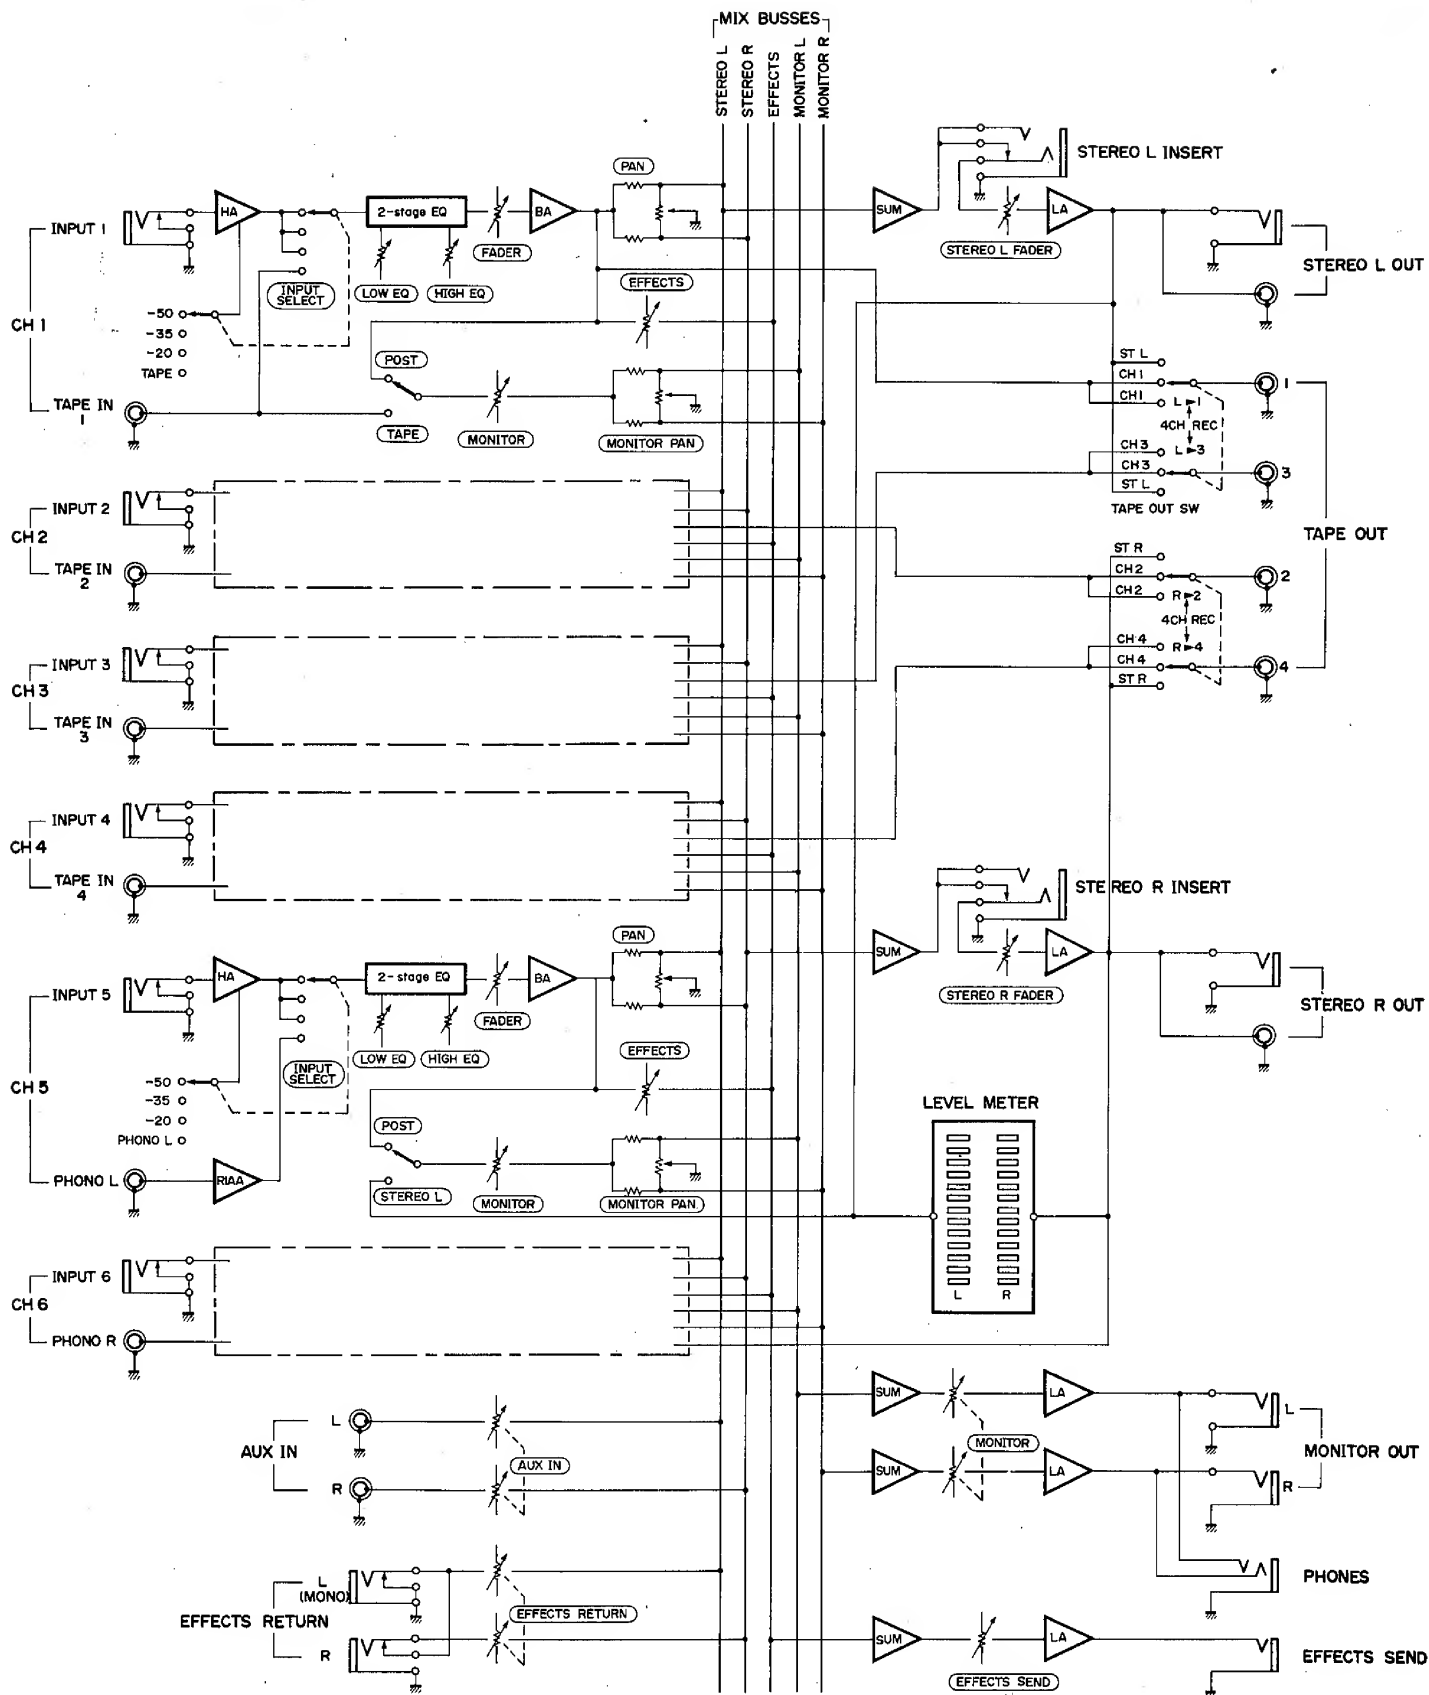 MIX BUSSES
STEREO L
STEREO R
EFFECTS
MONITOR L
MONITOR R
CH 1
INPUT 1
HA
-50
-35
-20
TAPE
INPUT
SELECT
2-stage EQ
LOW EQ
HIGH EQ
FADER
BA
PAN
EFFECTS
POST
TAPE
MONITOR
MONITOR PAN
TAPE IN
1
CH 2
INPUT 2
TAPE IN
2
CH 3
INPUT 3
TAPE IN
3
CH 4
INPUT 4
TAPE IN
4
CH 5
INPUT 5
HA
-50
-35
-20
PHONO L
INPUT
SELECT
2-stage EQ
LOW EQ
HIGH EQ
FADER
BA
PAN
EFFECTS
POST
STEREO L
MONITOR
MONITOR PAN
PHONO L
RIAA
CH 6
INPUT 6
PHONO R
AUX IN
L
R
AUX IN
EFFECTS RETURN
L
(MONO)
R
EFFECTS RETURN
SUM
STEREO L INSERT
STEREO L FADER
LA
STEREO L OUT
ST L
CH 1
CH 1
L►1
4CH REC
L►3
CH 3
CH 3
ST L
TAPE OUT SW
1
3
TAPE OUT
ST R
CH 2
CH 2
R►2
4CH REC
R►4
CH 4
CH 4
ST R
2
4
SUM
STEREO R INSERT
STEREO R FADER
LA
STEREO R OUT
LEVEL METER
L R
SUM
LA
L
MONITOR
MONITOR OUT
SUM
LA
R
PHONES
SUM
LA
EFFECTS SEND
EFFECTS SEND